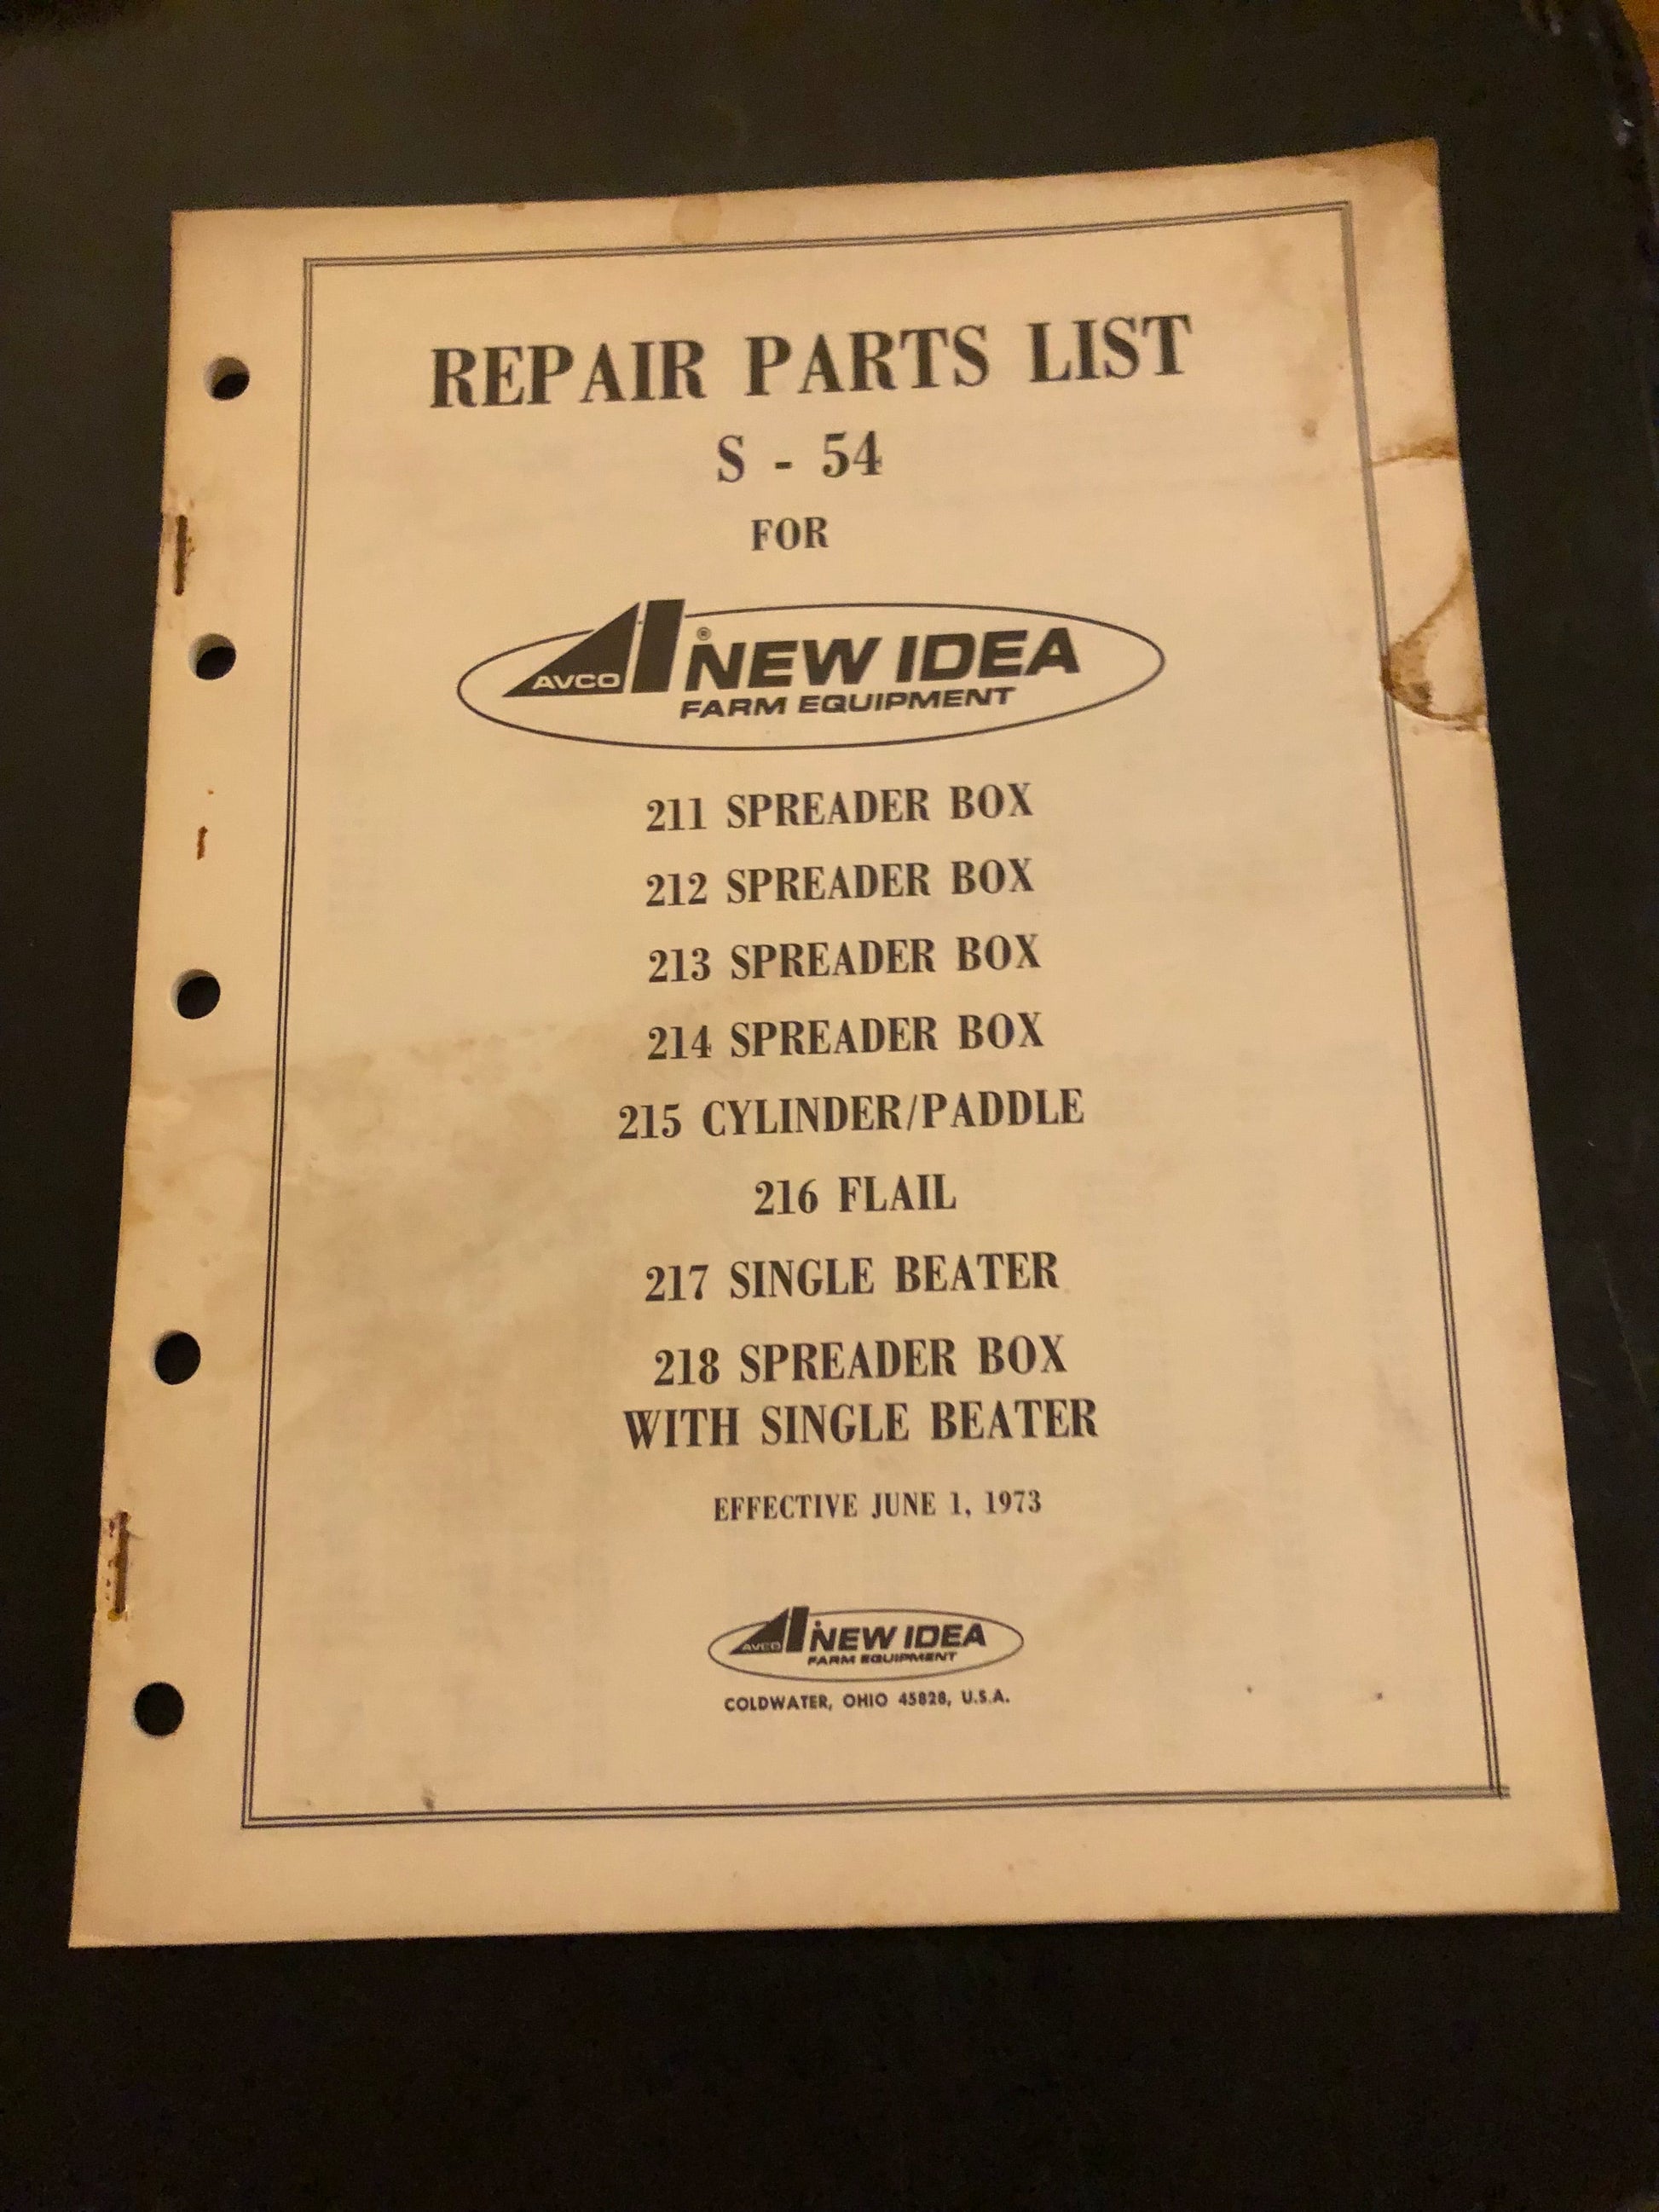 REPAIR PARTS LIST
S - 54
FOR
AVCO ® NEW IDEA
FARM EQUIPMENT
211 SPREADER BOX
212 SPREADER BOX
213 SPREADER BOX
214 SPREADER BOX
215 CYLINDER/PADDLE
216 FLAIL
217 SINGLE BEATER
218 SPREADER BOX
WITH SINGLE BEATER
EFFECTIVE JUNE 1, 1973
AVCO NEW IDEA
FARM EQUIPMENT
COLDWATER, OHIO 45828, U.S.A.